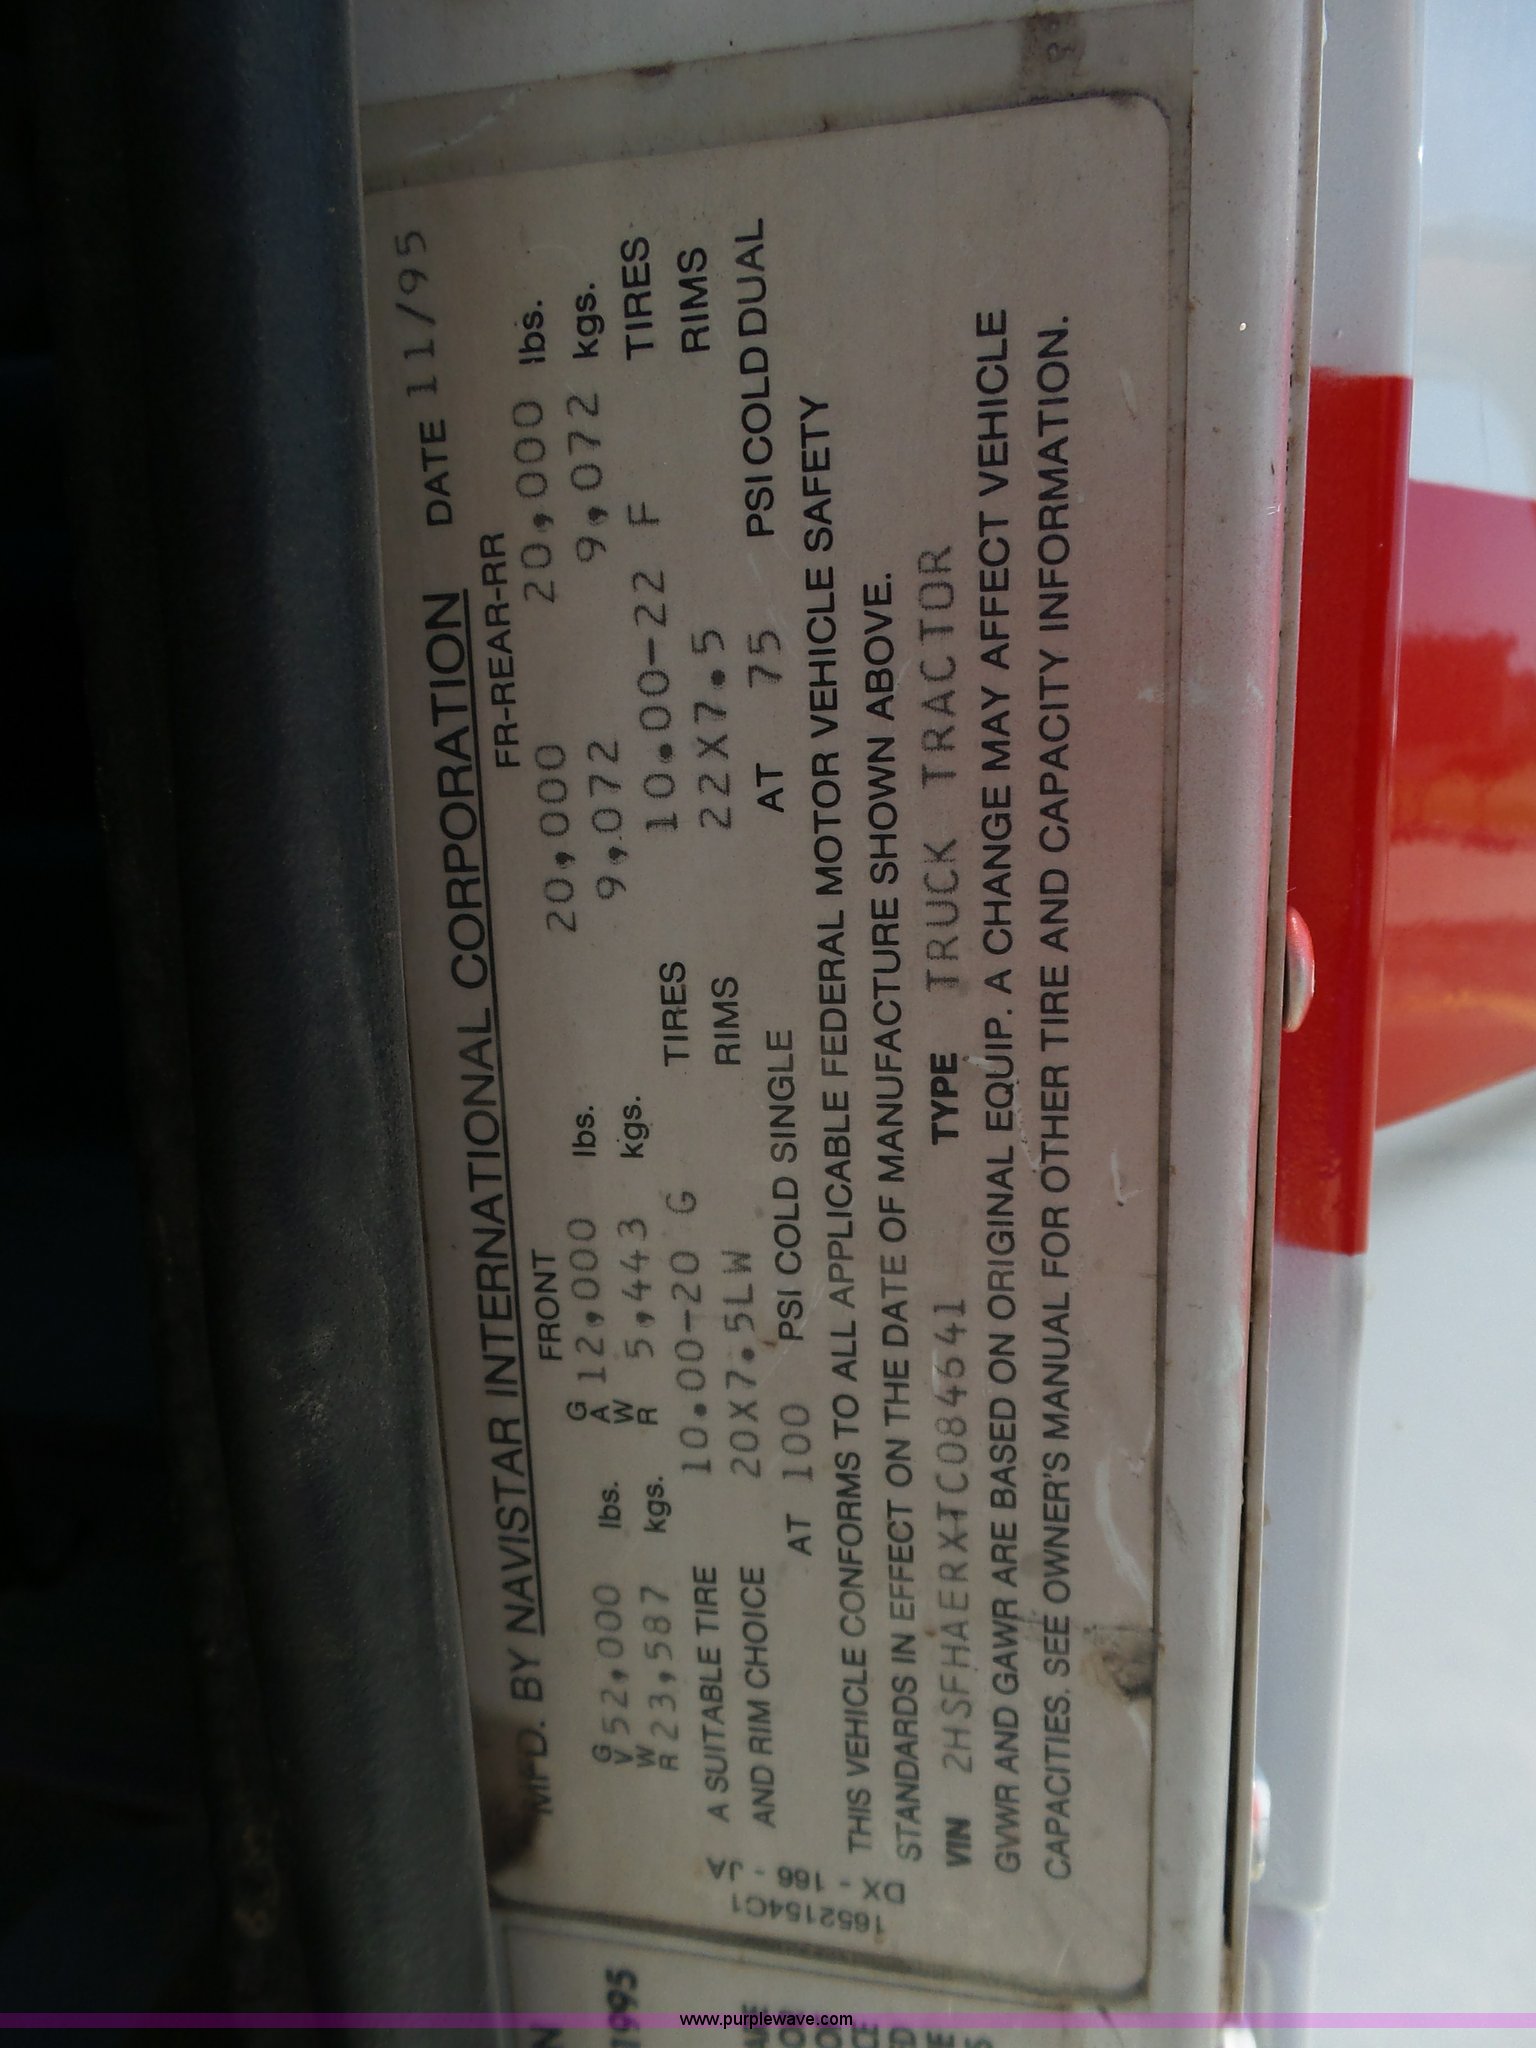 MFD. BY NAVISTAR INTERNATIONAL CORPORATION DATE 11/95
FRONT FR-REAR-RR
GVWR 52,000 lbs. GAWR 12,000 lbs. 20,000 20,000 lbs.
23,587 kgs. 5,443 kgs. 9,072 9,072 kgs.
A SUITABLE TIRE 10.00-20 G TIRES 10.00-22 F TIRES
AND RIM CHOICE 20X7.5LW RIMS 22X7.5 RIMS
AT 100 PSI COLD SINGLE AT 75 PSI COLD DUAL
THIS VEHICLE CONFORMS TO ALL APPLICABLE FEDERAL MOTOR VEHICLE SAFETY
STANDARDS IN EFFECT ON THE DATE OF MANUFACTURE SHOWN ABOVE.
VIN 2HSFHAERXTC084641 TYPE TRUCK TRACTOR
GVWR AND GAWR ARE BASED ON ORIGINAL EQUIP. A CHANGE MAY AFFECT VEHICLE
CAPACITIES. SEE OWNER'S MANUAL FOR OTHER TIRE AND CAPACITY INFORMATION.
1652154C1
DX - 166 - JA
1995
www.purplewave.com